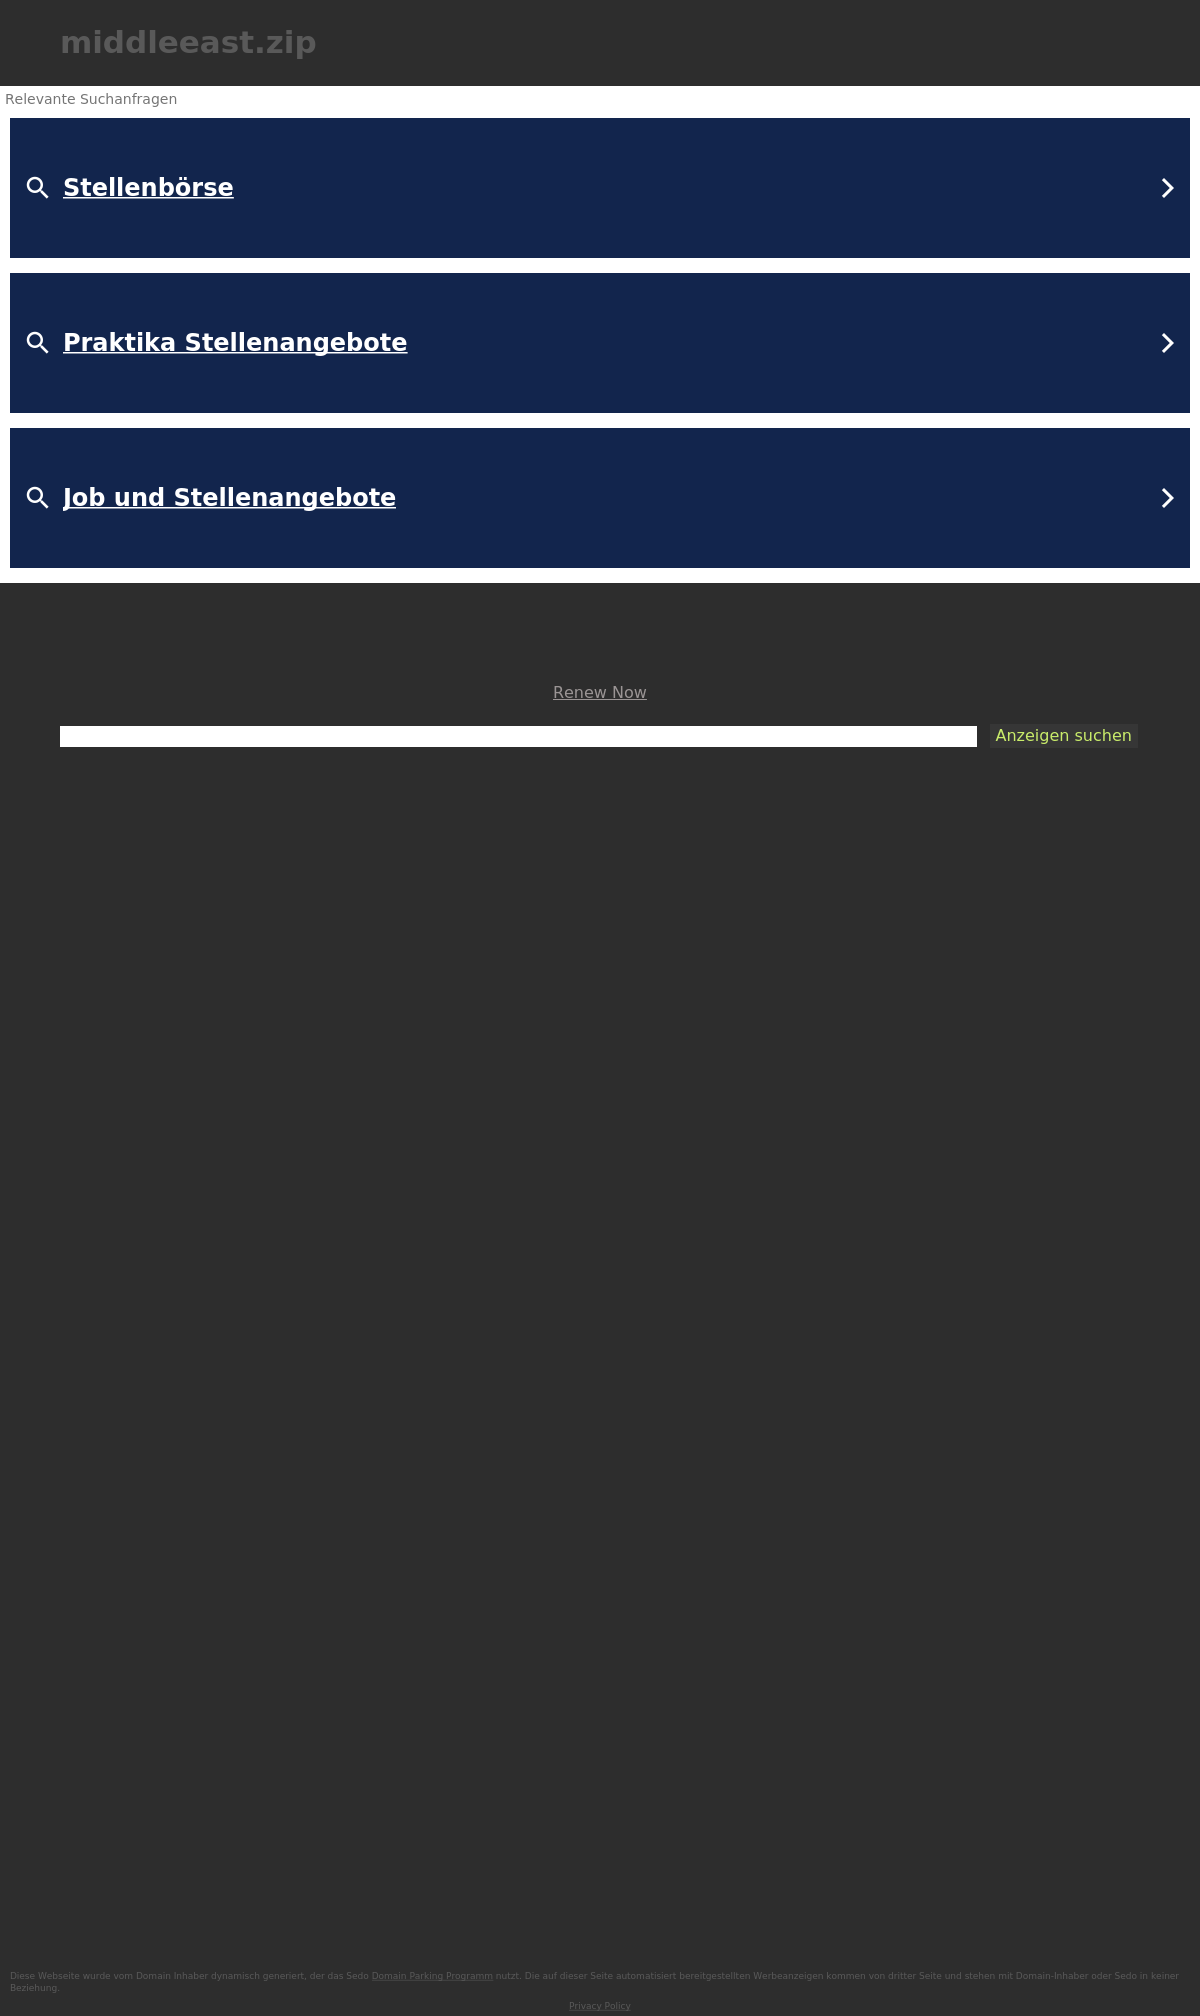 middleeast.zip
Relevante Suchanfragen
Stellenbörse
Praktika Stellenangebote
Job und Stellenangebote
Renew Now
Anzeigen suchen
Diese Webseite wurde vom Domain Inhaber dynamisch generiert, der das Sedo Domain Parking Programm nutzt. Die auf dieser Seite automatisiert bereitgestellten Werbeanzeigen kommen von dritter Seite und stehen mit Domain-Inhaber oder Sedo in keiner
Beziehung.
Privacy Policy